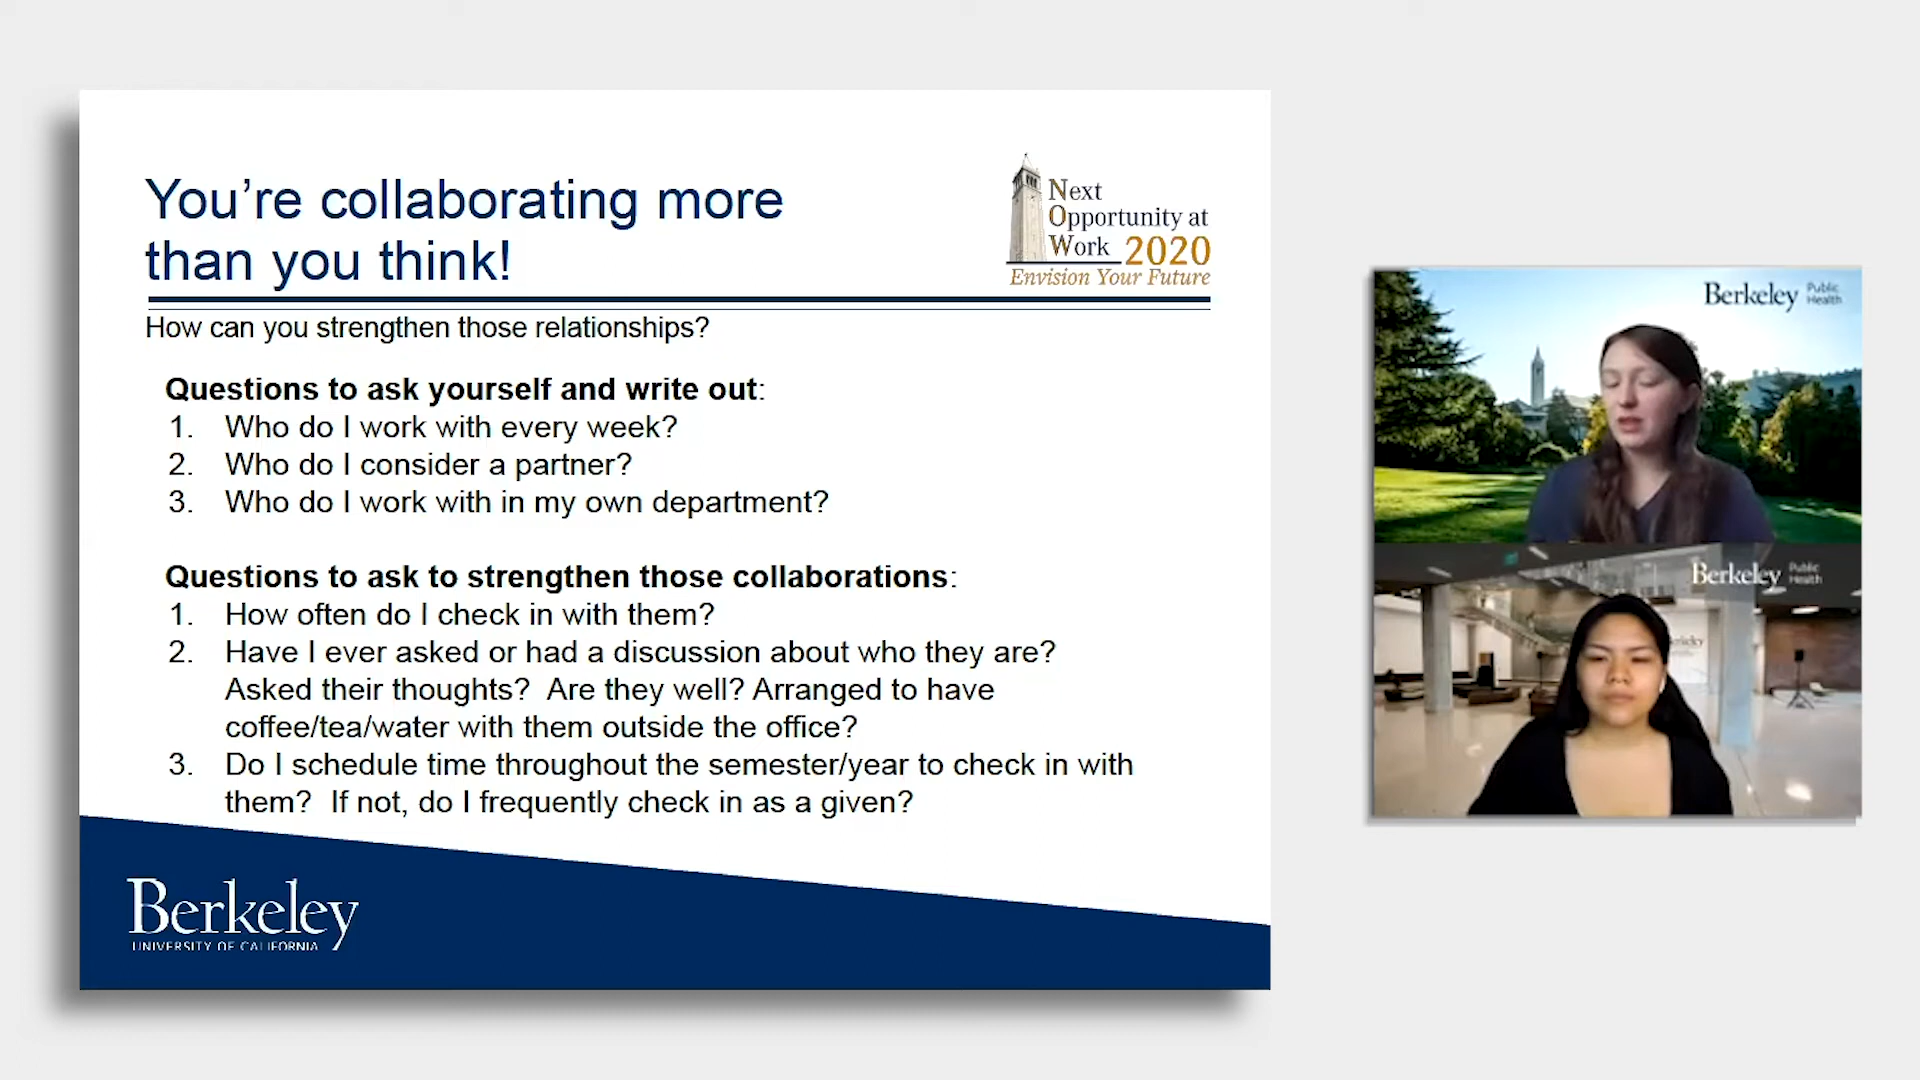 You’re collaborating more
than you think!
Next
Opportunity at
Work 2020
Envision Your Future
How can you strengthen those relationships?
Questions to ask yourself and write out:
1. Who do I work with every week?
2. Who do I consider a partner?
3. Who do I work with in my own department?
Questions to ask to strengthen those collaborations:
1. How often do I check in with them?
2. Have I ever asked or had a discussion about who they are?
Asked their thoughts?  Are they well? Arranged to have
coffee/tea/water with them outside the office?
3. Do I schedule time throughout the semester/year to check in with
them?  If not, do I frequently check in as a given?
Berkeley
UNIVERSITY OF CALIFORNIA
Berkeley Public
Health
Berkeley Public
Health